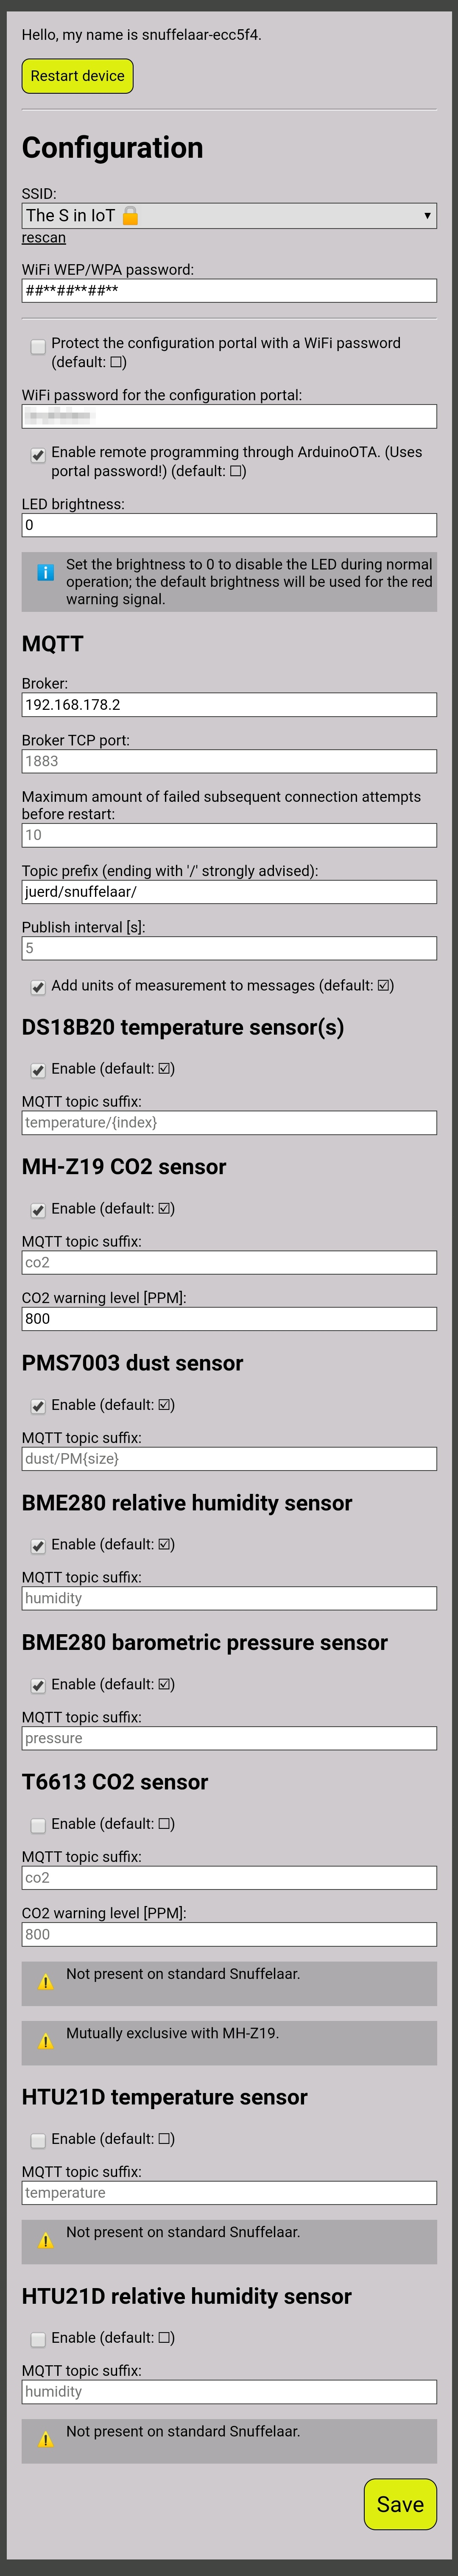 Hello, my name is snuffelaar-ecc5f4.
Restart device
Configuration
SSID:
The S in IoT 🔒
rescan
WiFi WEP/WPA password:
##**##**##**
Protect the configuration portal with a WiFi password
(default: ☐)
WiFi password for the configuration portal:
Enable remote programming through ArduinoOTA. (Uses
portal password!) (default: ☐)
LED brightness:
0
Set the brightness to 0 to disable the LED during normal
operation; the default brightness will be used for the red
warning signal.
MQTT
Broker:
192.168.178.2
Broker TCP port:
1883
Maximum amount of failed subsequent connection attempts
before restart:
10
Topic prefix (ending with '/' strongly advised):
juerd/snuffelaar/
Publish interval [s]:
5
Add units of measurement to messages (default: ☑)
DS18B20 temperature sensor(s)
Enable (default: ☑)
MQTT topic suffix:
temperature/{index}
MH-Z19 CO2 sensor
Enable (default: ☑)
MQTT topic suffix:
co2
CO2 warning level [PPM]:
800
PMS7003 dust sensor
Enable (default: ☑)
MQTT topic suffix:
dust/PM{size}
BME280 relative humidity sensor
Enable (default: ☑)
MQTT topic suffix:
humidity
BME280 barometric pressure sensor
Enable (default: ☑)
MQTT topic suffix:
pressure
T6613 CO2 sensor
Enable (default: ☐)
MQTT topic suffix:
co2
CO2 warning level [PPM]:
800
Not present on standard Snuffelaar.
Mutually exclusive with MH-Z19.
HTU21D temperature sensor
Enable (default: ☐)
MQTT topic suffix:
temperature
Not present on standard Snuffelaar.
HTU21D relative humidity sensor
Enable (default: ☐)
MQTT topic suffix:
humidity
Not present on standard Snuffelaar.
Save